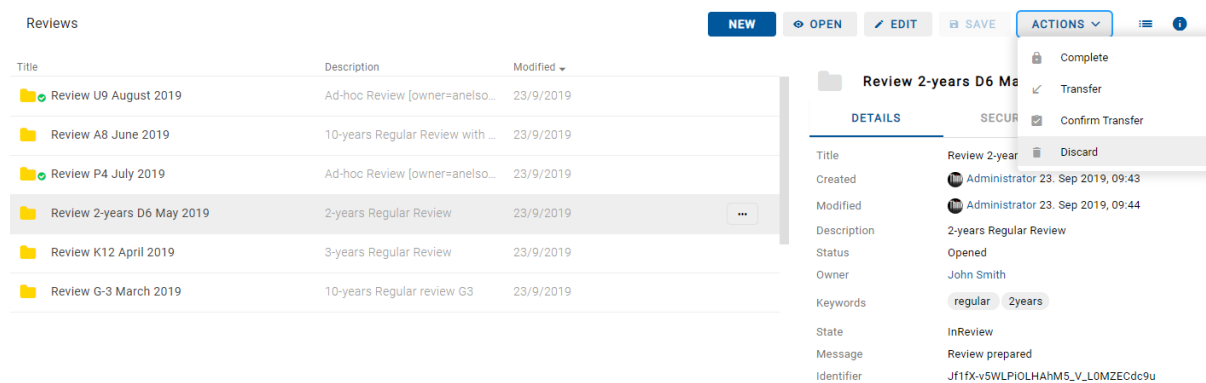 Reviews
NEW
OPEN
EDIT
SAVE
ACTIONS
Complete
Transfer
Confirm Transfer
Discard
Title Description Modified
Review U9 August 2019 Ad-hoc Review [owner=anelso... 23/9/2019
Review A8 June 2019 10-years Regular Review with ... 23/9/2019
Review P4 July 2019 Ad-hoc Review [owner=anelso... 23/9/2019
Review 2-years D6 May 2019 2-years Regular Review 23/9/2019 ...
Review K12 April 2019 3-years Regular Review 23/9/2019
Review G-3 March 2019 10-years Regular review G3 23/9/2019
Review 2-years D6 Ma
DETAILS SECUR
Title Review 2-year
Created Administrator 23. Sep 2019, 09:43
Modified Administrator 23. Sep 2019, 09:44
Description 2-years Regular Review
Status Opened
Owner John Smith
Keywords regular 2years
State InReview
Message Review prepared
Identifier Jf1fX-v5WLPiOLHAhM5_V_L0MZECdc9u